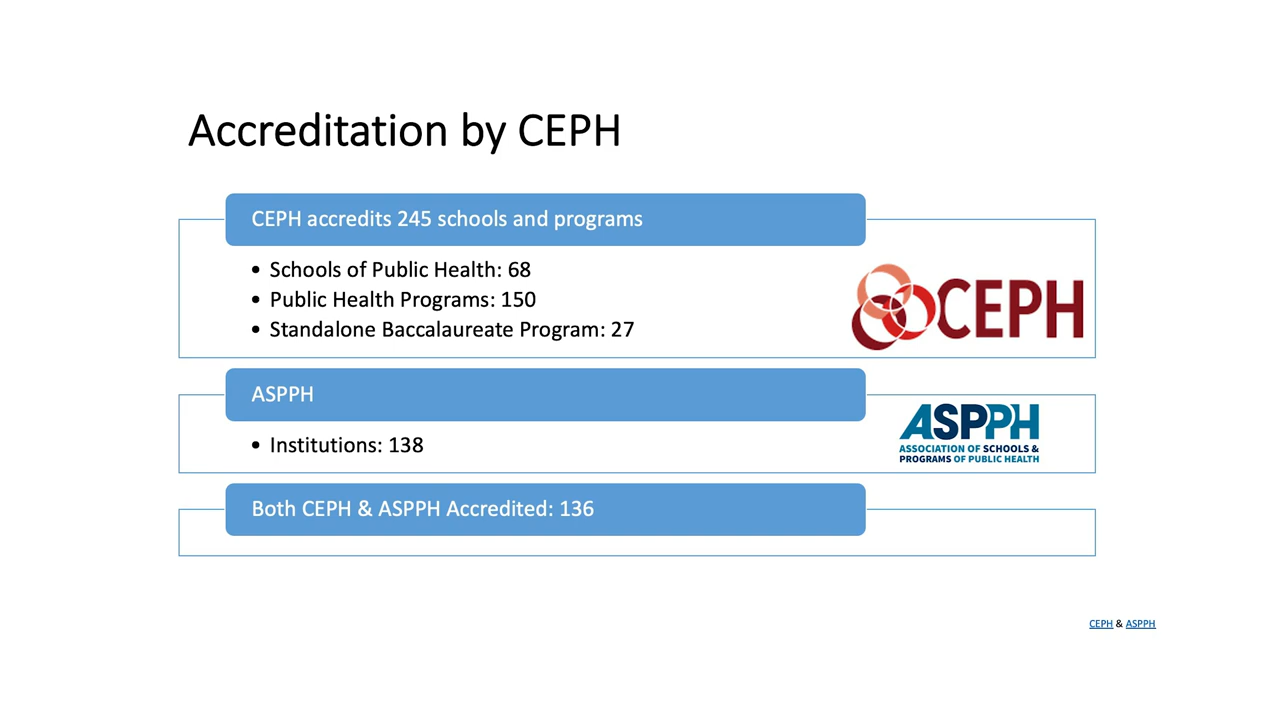 Accreditation by CEPH
CEPH accredits 245 schools and programs
• Schools of Public Health: 68
• Public Health Programs: 150
• Standalone Baccalaureate Program: 27
CEPH
ASPPH
• Institutions: 138
ASPPH
ASSOCIATION OF SCHOOLS &
PROGRAMS OF PUBLIC HEALTH
Both CEPH & ASPPH Accredited: 136
CEPH & ASPPH